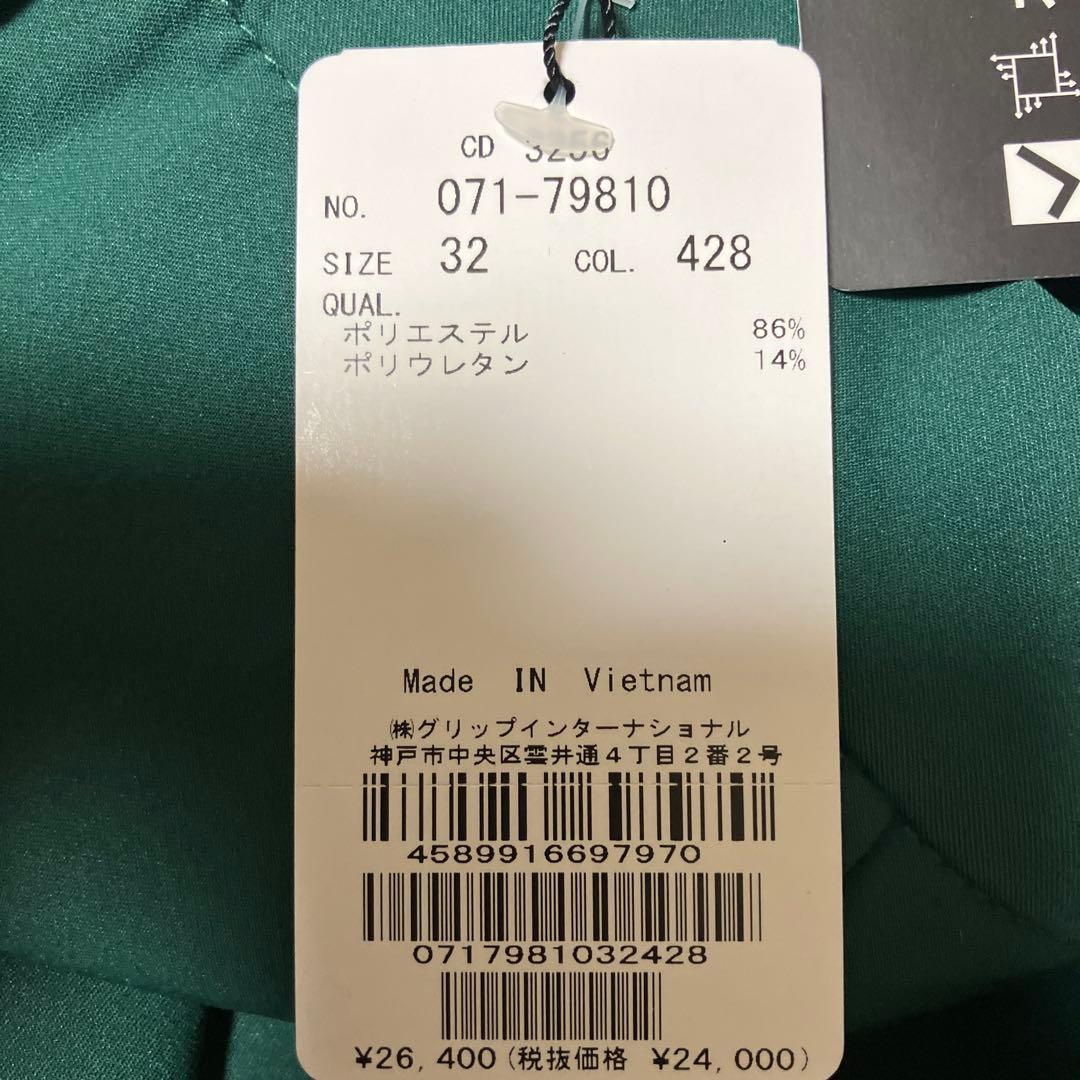 CD 3256
NO. 071-79810
SIZE 32 COL. 428
QUAL.
ポリエステル 86%
ポリウレタン 14%
Made IN Vietnam
㈱グリップインターナショナル
神戸市中央区雲井通4丁目2番2号
4589916697970
0717981032428
¥26,400(税抜価格 ¥24,000)